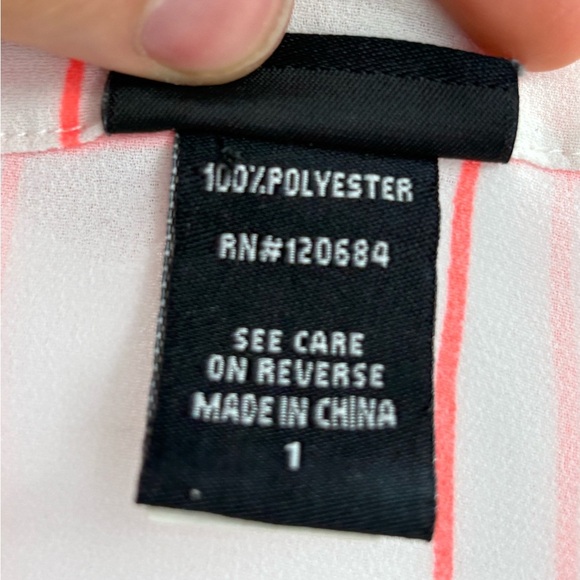 100%POLYESTER
RN#120684
SEE CARE
ON REVERSE
MADE IN CHINA
1